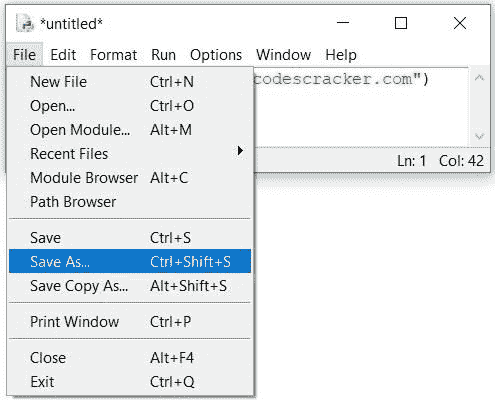 *untitled*
File Edit Format Run Options Window Help
codescracker.com")
New File Ctrl+N
Open... Ctrl+O
Open Module... Alt+M
Recent Files
Module Browser Alt+C
Path Browser
Save Ctrl+S
Save As... Ctrl+Shift+S
Save Copy As... Alt+Shift+S
Print Window Ctrl+P
Close Alt+F4
Exit Ctrl+Q
Ln: 1 Col: 42